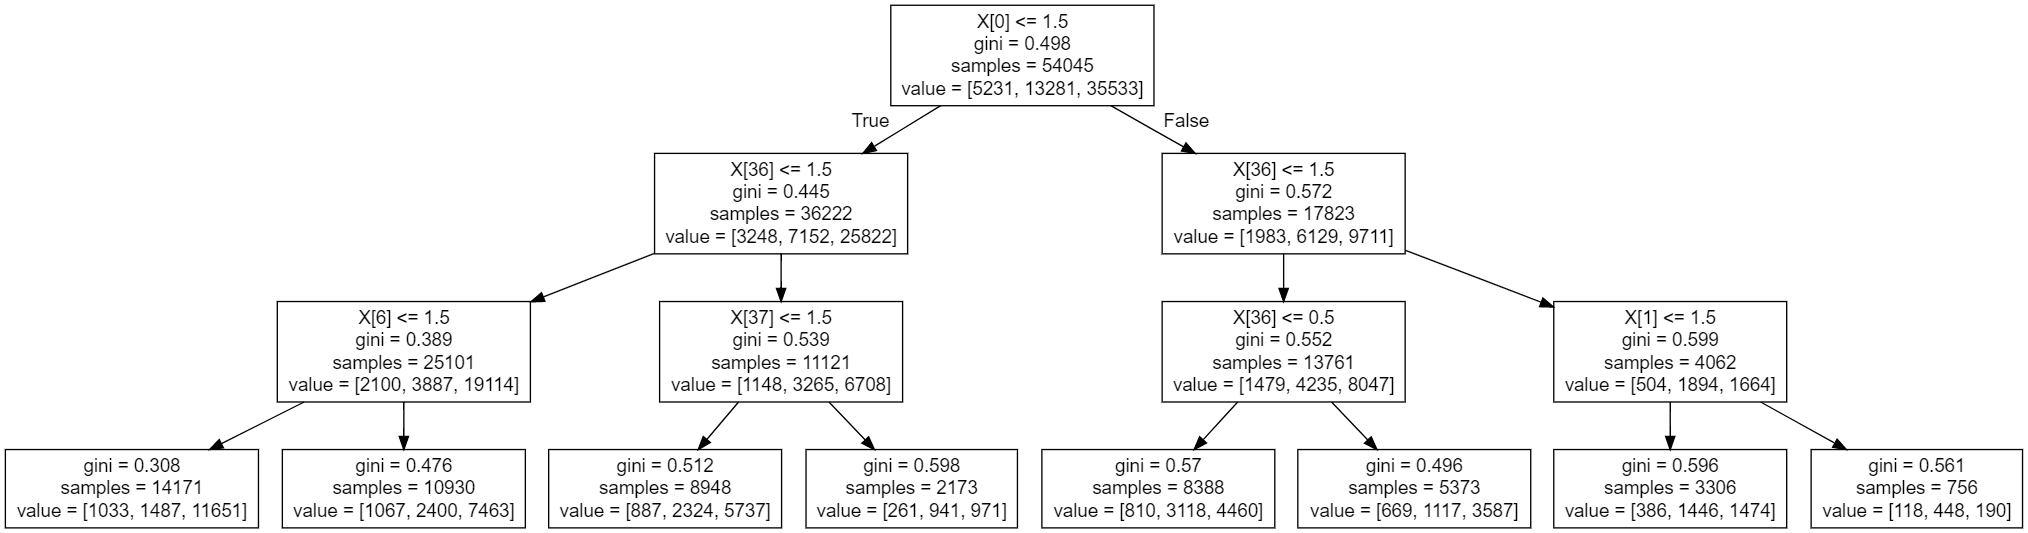 X[0] <= 1.5
gini = 0.498
samples = 54045
value = [5231, 13281, 35533]
True
False
X[36] <= 1.5
gini = 0.445
samples = 36222
value = [3248, 7152, 25822]
X[36] <= 1.5
gini = 0.572
samples = 17823
value = [1983, 6129, 9711]
X[6] <= 1.5
gini = 0.389
samples = 25101
value = [2100, 3887, 19114]
X[37] <= 1.5
gini = 0.539
samples = 11121
value = [1148, 3265, 6708]
X[36] <= 0.5
gini = 0.552
samples = 13761
value = [1479, 4235, 8047]
X[1] <= 1.5
gini = 0.599
samples = 4062
value = [504, 1894, 1664]
gini = 0.308
samples = 14171
value = [1033, 1487, 11651]
gini = 0.476
samples = 10930
value = [1067, 2400, 7463]
gini = 0.512
samples = 8948
value = [887, 2324, 5737]
gini = 0.598
samples = 2173
value = [261, 941, 971]
gini = 0.57
samples = 8388
value = [810, 3118, 4460]
gini = 0.496
samples = 5373
value = [669, 1117, 3587]
gini = 0.596
samples = 3306
value = [386, 1446, 1474]
gini = 0.561
samples = 756
value = [118, 448, 190]